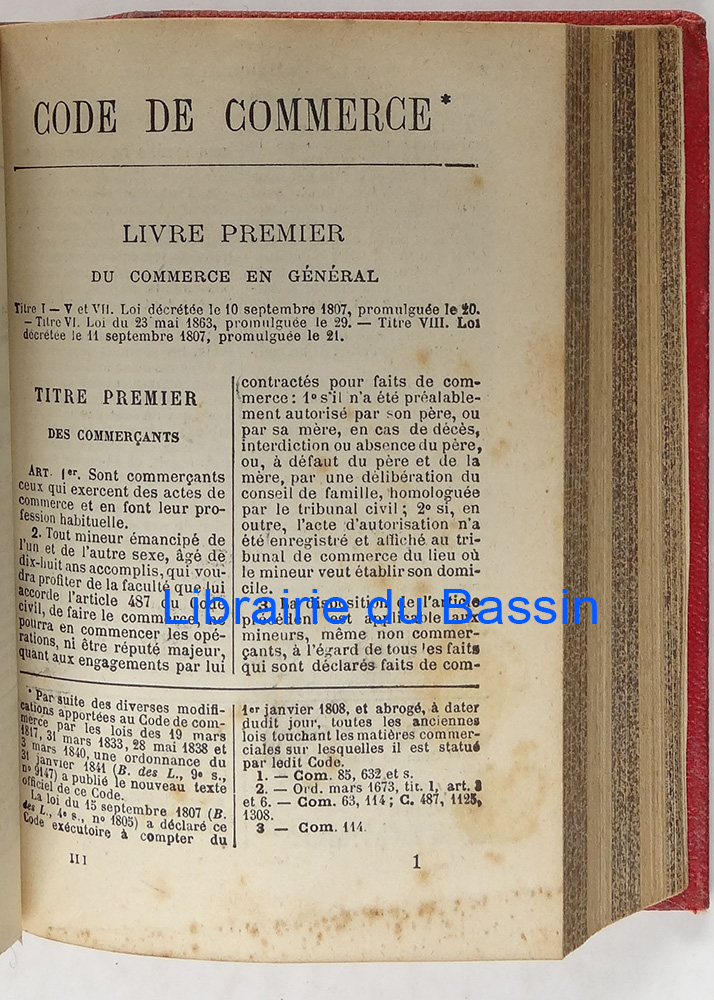 CODE DE COMMERCE*
LIVRE PREMIER
DU COMMERCE EN GÉNÉRAL
Titre I — V et VII. Loi décrétée le 10 septembre 1807, promulguée le 20.
— Titre VI. Loi du 23 mai 1863, promulguée le 29. — Titre VIII. Loi
décrétée le 11 septembre 1807, promulguée le 21.
TITRE PREMIER
DES COMMERÇANTS
ART. 1er. Sont commerçants
ceux qui exercent des actes de
commerce et en font leur pro-
fession habituelle.
2. Tout mineur émancipé de
l'un et de l'autre sexe, âgé de
dix-huit ans accomplis, qui vou-
dra profiter de la faculté que lui
accorde l'article 487 du Code
civil, de faire le commerce, ne
pourra en commencer les opé-
rations, ni être réputé majeur,
quant aux engagements par lui
contractés pour faits de com-
merce : 1o s'il n'a été préalable-
ment autorisé par son père, ou
par sa mère, en cas de décès,
interdiction ou absence du père,
ou, à défaut du père et de la
mère, par une délibération du
conseil de famille, homologuée
par le tribunal civil ; 2o si, en
outre, l'acte d'autorisation n'a
été enregistré et affiché au tri-
bunal de commerce du lieu où
le mineur veut établir son domi-
cile.
3. La disposition de l'article
précédent est applicable aux
mineurs, même non commer-
çants, à l'égard de tous les faits
qui sont déclarés faits de com-
Librairie du Bassin
* Par suite des diverses modifi-
cations apportées au Code de com-
merce par les lois des 19 mars
1817, 31 mars 1833, 28 mai 1838 et
3 mars 1840, une ordonnance du
31 janvier 1841 (B. des L., 9e s.,
no 9147) a publié le nouveau texte
officiel de ce Code.
La loi du 15 septembre 1807 (B.
des L., 4e s., no 1805) a déclaré ce
Code exécutoire à compter du
1er janvier 1808, et abrogé, à dater
dudit jour, toutes les anciennes
lois touchant les matières commer-
ciales sur lesquelles il est statué
par ledit Code.
1. — Com. 85, 632 et s.
2. — Ord. mars 1673, tit. 1, art. 3
et 6. — Com. 63, 114 ; C. 487, 1125,
1308.
3 — Com. 114.
III
1